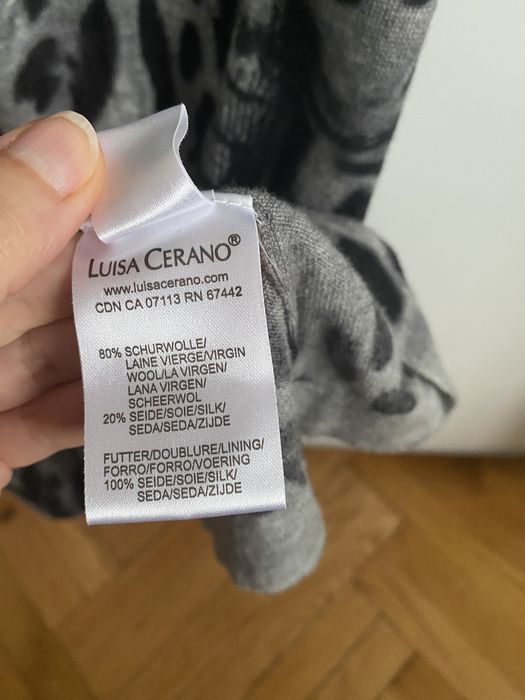 LUISA CERANO®
www.luisacerano.com
CDN CA 07113 RN 67442
80% SCHURWOLLE/
LAINE VIERGE/VIRGIN
WOOL/LA VIRGEN/
LANA VIRGEN/
SCHEERWOL
20% SEIDE/SOIE/SILK/
SEDA/SEDA/ZIJDE
FUTTER/DOUBLURE/LINING/
FORRO/FORRO/VOERING
100% SEIDE/SOIE/SILK/
SEDA/SEDA/ZIJDE